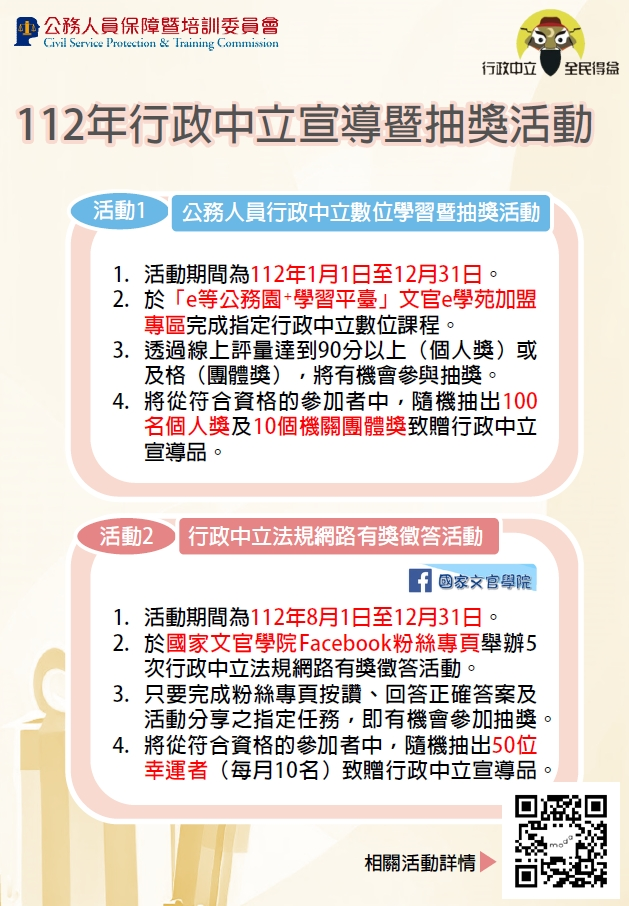 公務人員保障暨培訓委員會
Civil Service Protection & Training Commission
行政中立 全民得益
112年行政中立宣導暨抽獎活動
活動1 公務人員行政中立數位學習暨抽獎活動
1. 活動期間為112年1月1日至12月31日。
2. 於「e等公務園⁺學習平臺」文官e學苑加盟
專區完成指定行政中立數位課程。
3. 透過線上評量達到90分以上（個人獎）或
及格（團體獎），將有機會參與抽獎。
4. 將從符合資格的參加者中，隨機抽出100
名個人獎及10個機關團體獎致贈行政中立
宣導品。
活動2 行政中立法規網路有獎徵答活動
國家文官學院
1. 活動期間為112年8月1日至12月31日。
2. 於國家文官學院Facebook粉絲專頁舉辦5
次行政中立法規網路有獎徵答活動。
3. 只要完成粉絲專頁按讚、回答正確答案及
活動分享之指定任務，即有機會參加抽獎。
4. 將從符合資格的參加者中，隨機抽出50位
幸運者（每月10名）致贈行政中立宣導品。
相關活動詳情